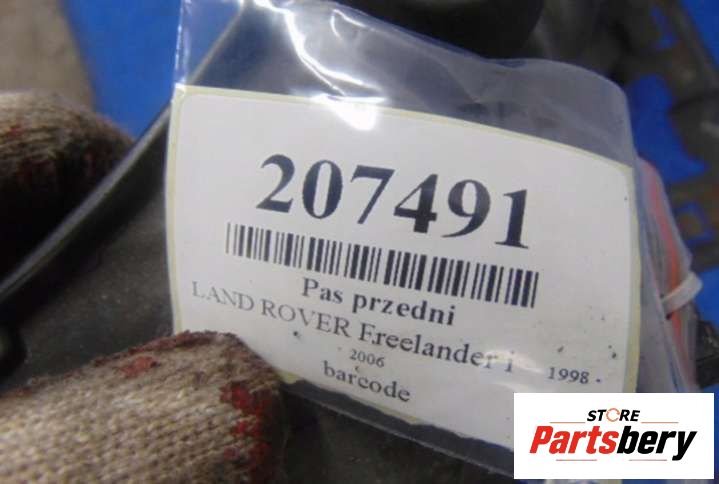 207491
Pas przedni
LAND ROVER Freelander i 1998 -
2006
barcode
STORE
Partsbery